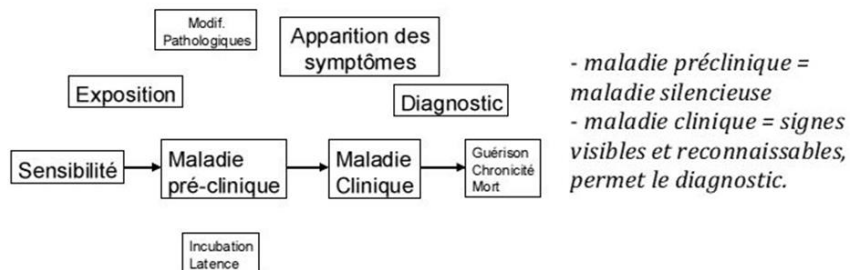 Modif.
Pathologiques
Apparition des
symptômes
Exposition
Diagnostic
Sensibilité
Maladie
pré-clinique
Maladie
Clinique
Guérison
Chronicité
Mort
Incubation
Latence
- maladie préclinique =
maladie silencieuse
- maladie clinique = signes
visibles et reconnaissables,
permet le diagnostic.